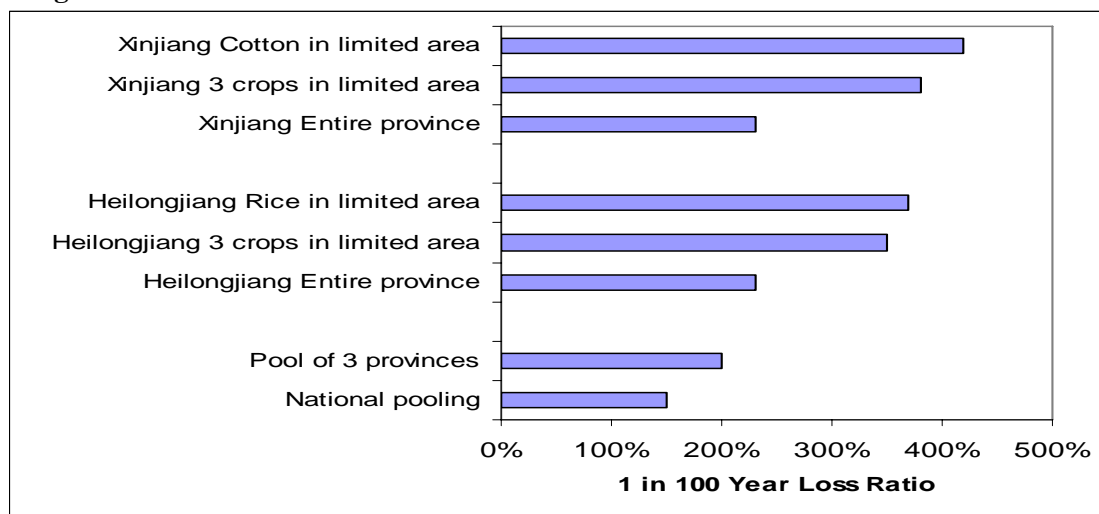 Xinjiang Cotton in limited area
Xinjiang 3 crops in limited area
Xinjiang Entire province
Heilongjiang Rice in limited area
Heilongjiang 3 crops in limited area
Heilongjiang Entire province
Pool of 3 provinces
National pooling
0% 100% 200% 300% 400% 500%
1 in 100 Year Loss Ratio